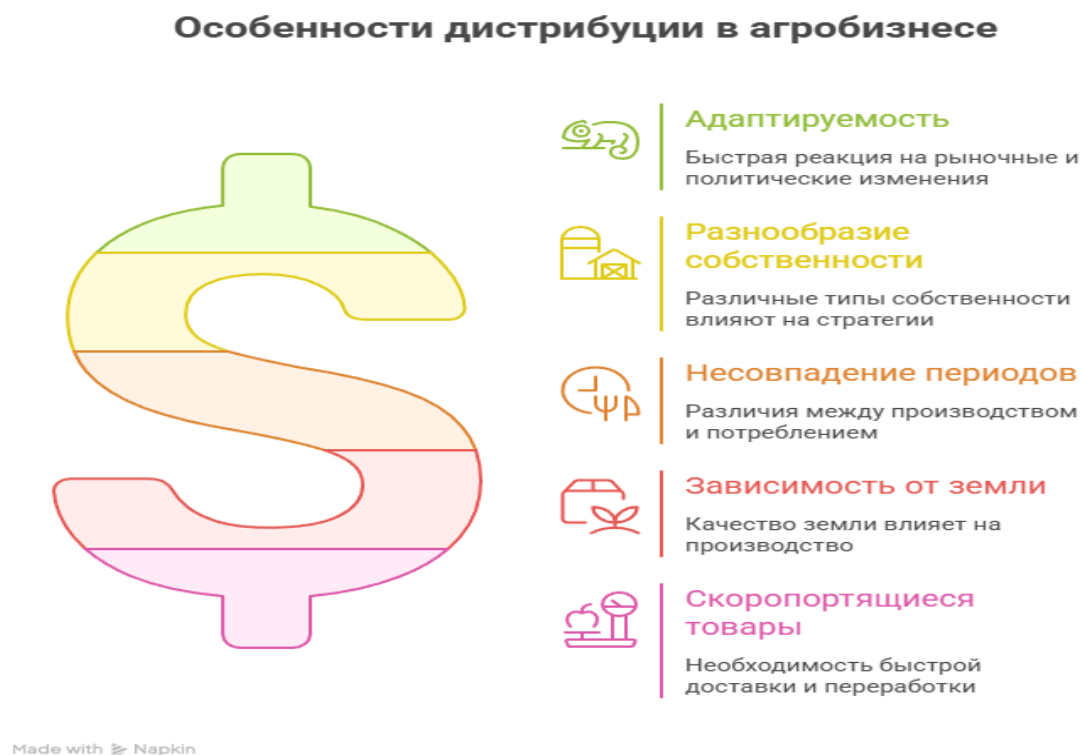 Особенности дистрибуции в агробизнесе
Адаптируемость
Быстрая реакция на рыночные и
политические изменения
Разнообразие
собственности
Различные типы собственности
влияют на стратегии
Несовпадение периодов
Различия между производством
и потреблением
Зависимость от земли
Качество земли влияет на
производство
Скоропортящиеся
товары
Необходимость быстрой
доставки и переработки
Made with Napkin